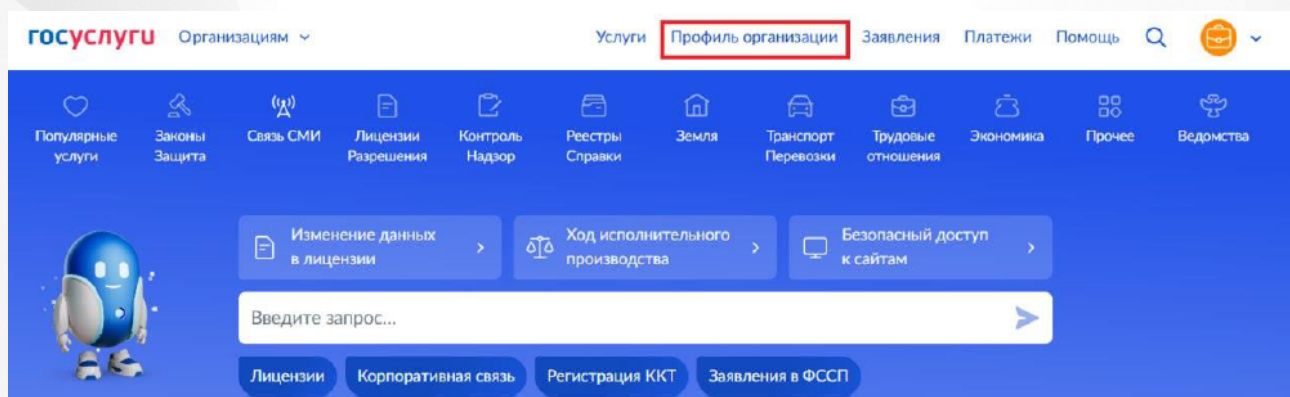 госуслуги Организациям Услуги Профиль организации Заявления Платежи Помощь
Популярные услуги
Законы Защита
Связь СМИ
Лицензии Разрешения
Контроль Надзор
Реестры Справки
Земля
Транспорт Перевозки
Трудовые отношения
Экономика
Прочее
Ведомства
Изменение данных
в лицензии
Ход исполнительного
производства
Безопасный доступ
к сайтам
Введите запрос...
Лицензии Корпоративная связь Регистрация ККТ Заявления в ФССП